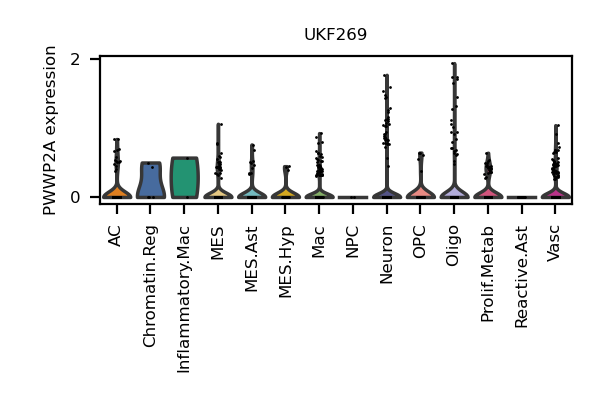 UKF269
PWWP2A expression
2
0
AC
Chromatin.Reg
Inflammatory.Mac
MES
MES.Ast
MES.Hyp
Mac
NPC
Neuron
OPC
Oligo
Prolif.Metab
Reactive.Ast
Vasc